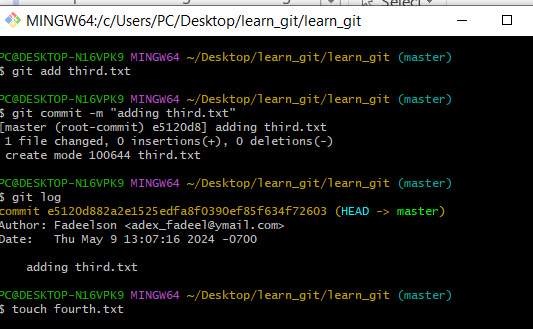 Select
MINGW64:/c/Users/PC/Desktop/learn_git/learn_git
PC@DESKTOP-N16VPK9 MINGW64 ~/Desktop/learn_git/learn_git (master)
$ git add third.txt
PC@DESKTOP-N16VPK9 MINGW64 ~/Desktop/learn_git/learn_git (master)
$ git commit -m "adding third.txt"
[master (root-commit) e5120d8] adding third.txt
1 file changed, 0 insertions(+), 0 deletions(-)
create mode 100644 third.txt
PC@DESKTOP-N16VPK9 MINGW64 ~/Desktop/learn_git/learn_git (master)
$ git log
commit e5120d882a2e1525edfa8f0390ef85f634f72603 (HEAD -> master)
Author: Fadeelson <adex_fadeel@ymail.com>
Date:   Thu May 9 13:07:16 2024 -0700
adding third.txt
PC@DESKTOP-N16VPK9 MINGW64 ~/Desktop/learn_git/learn_git (master)
$ touch fourth.txt